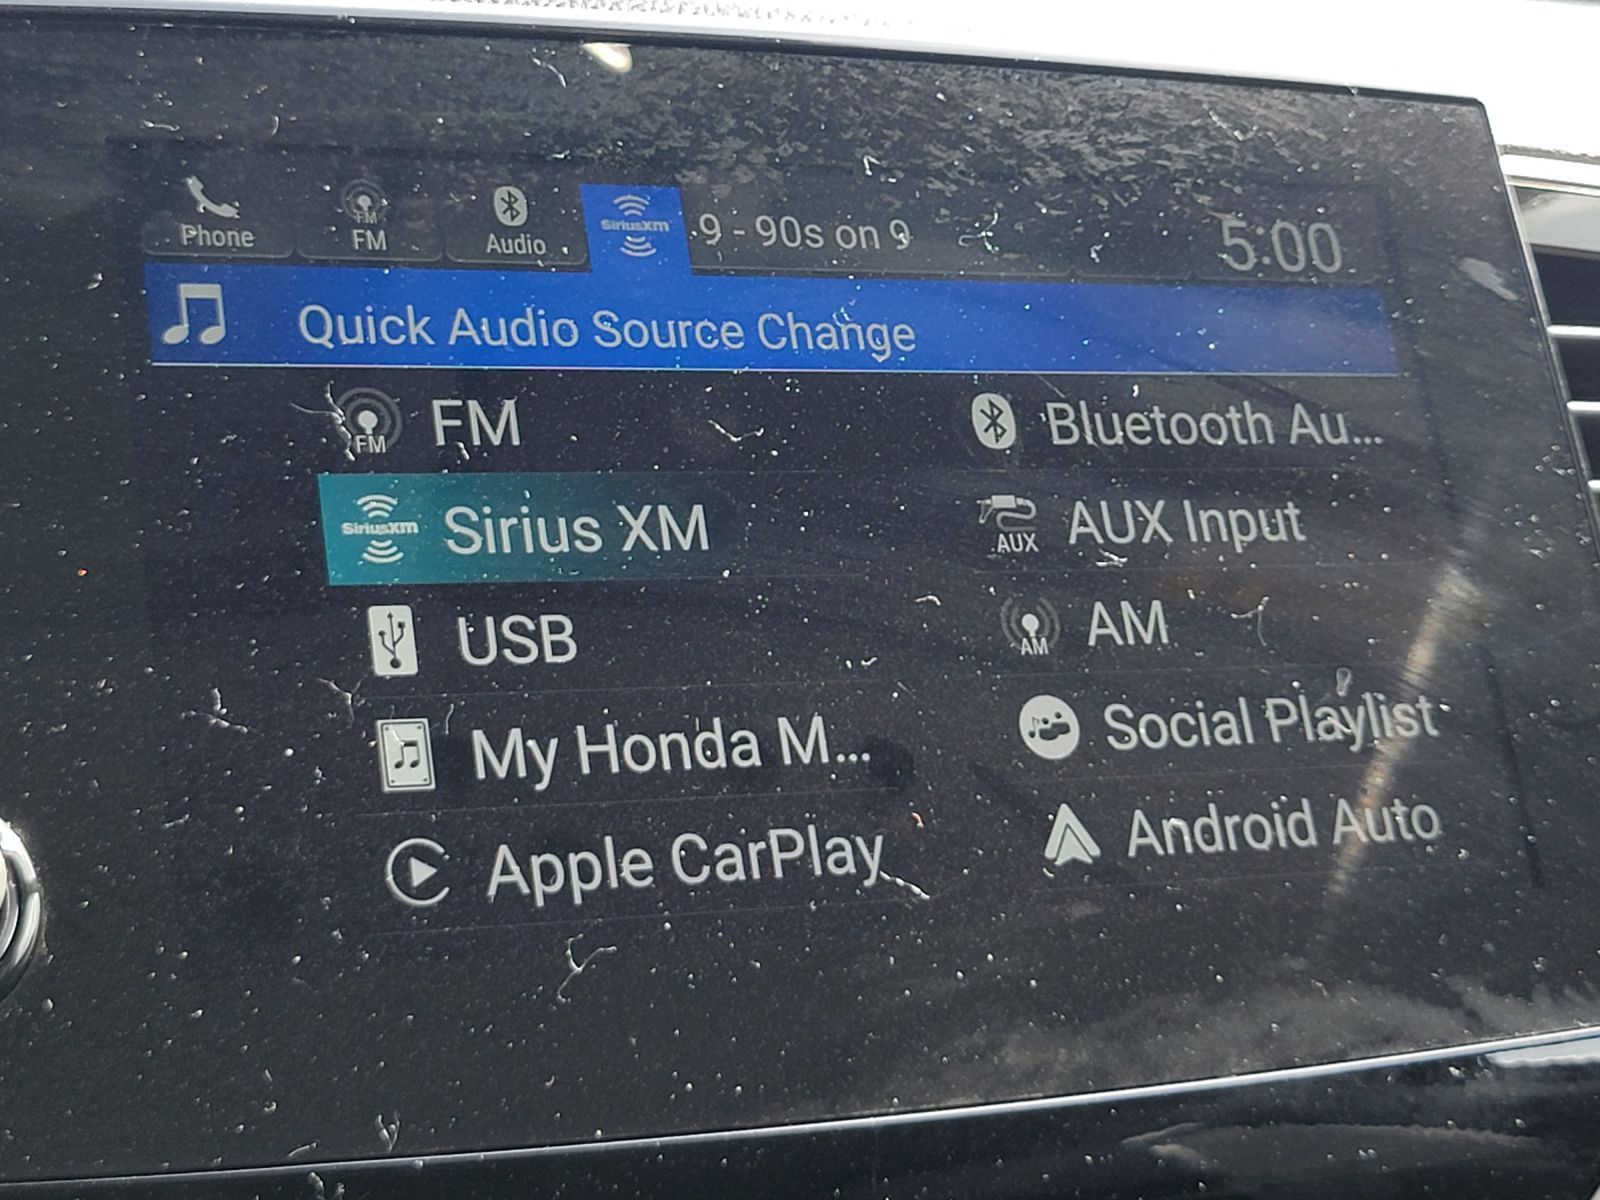 Phone
FM
FM
Audio
SiriusXM
9 - 90s on 9
5:00
Quick Audio Source Change
FM
FM
Bluetooth Au...
SiriusXM
Sirius XM
AUX
AUX Input
USB
AM
AM
My Honda M...
Social Playlist
Apple CarPlay
Android Auto